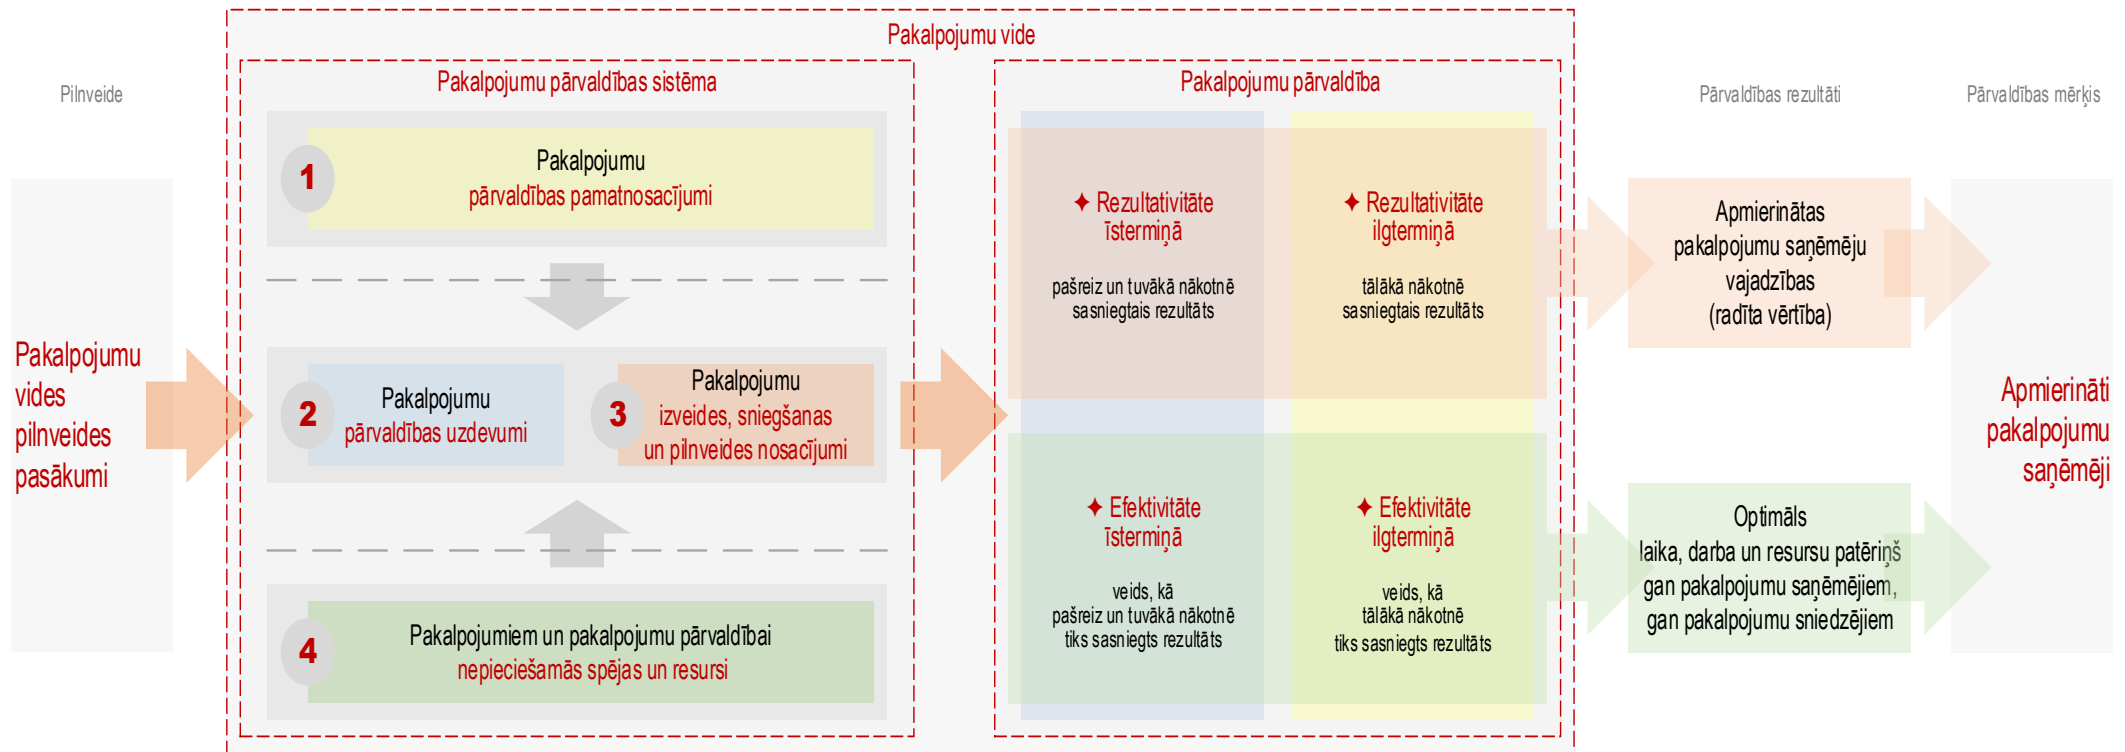 Pakalpojumu vide
Pilnveide
Pakalpojumu pārvaldības sistēma
Pakalpojumu pārvaldība
Pārvaldības rezultāti
Pārvaldības mērķis
Pakalpojumu
vides
pilnveides
pasākumi
1
Pakalpojumu
pārvaldības pamatnosacījumi
2
Pakalpojumu
pārvaldības uzdevumi
3
Pakalpojumu
izveides, sniegšanas
un pilnveides nosacījumi
4
Pakalpojumiem un pakalpojumu pārvaldībai
nepieciešamās spējas un resursi
✦ Rezultativitāte
īstermiņā
pašreiz un tuvākā nākotnē
sasniegtais rezultāts
✦ Rezultativitāte
ilgtermiņā
tālākā nākotnē
sasniegtais rezultāts
✦ Efektivitāte
īstermiņā
veids, kā
pašreiz un tuvākā nākotnē
tiks sasniegts rezultāts
✦ Efektivitāte
ilgtermiņā
veids, kā
tālākā nākotnē
tiks sasniegts rezultāts
Apmierinātas
pakalpojumu saņēmēju
vajadzības
(radīta vērtība)
Optimāls
laika, darba un resursu patēriņš
gan pakalpojumu saņēmējiem,
gan pakalpojumu sniedzējiem
Apmierināti
pakalpojumu
saņēmēji